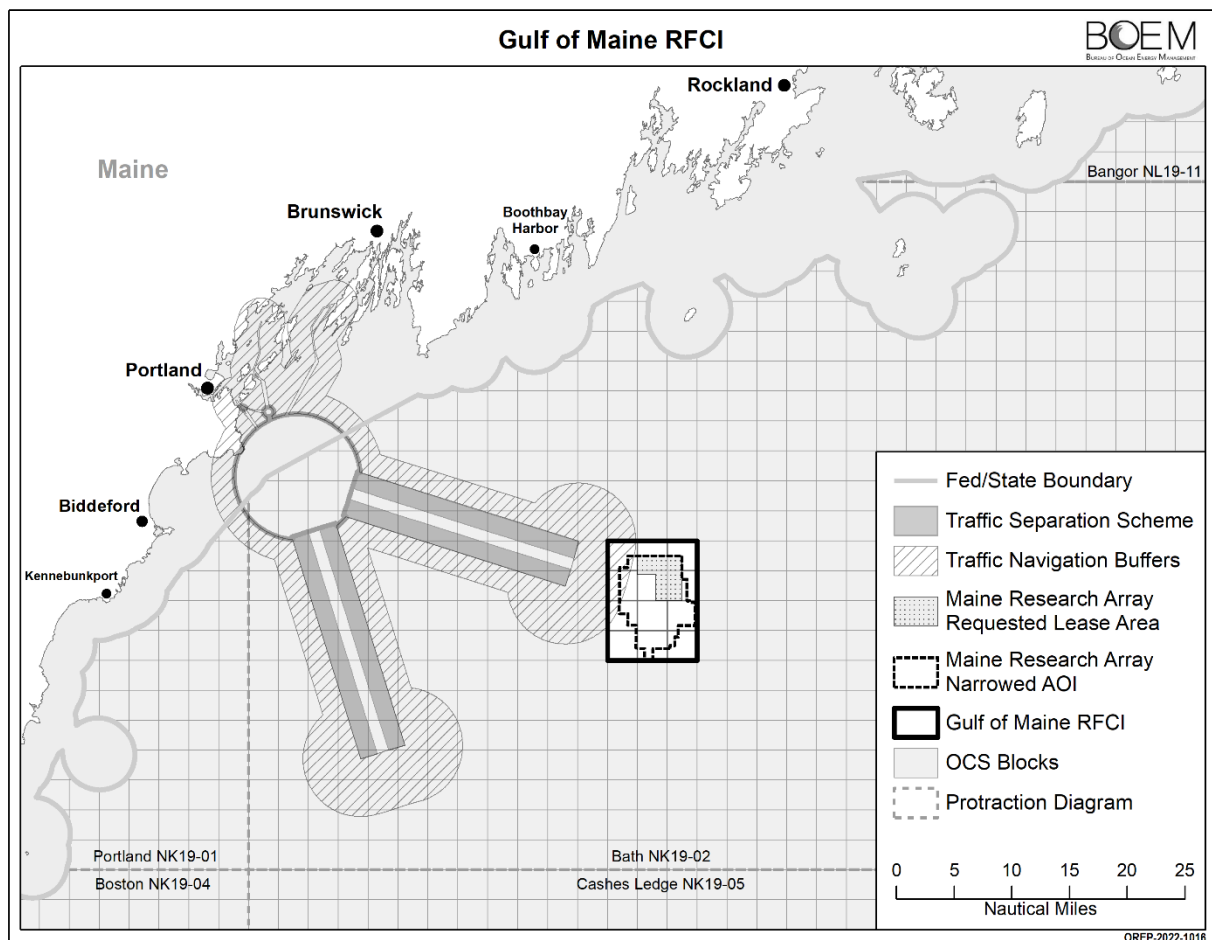 Gulf of Maine RFCI
BOEM
BUREAU OF OCEAN ENERGY MANAGEMENT
Rockland
Maine
Bangor NL19-11
Brunswick
Boothbay
Harbor
Portland
Biddeford
Kennebunkport
Fed/State Boundary
Traffic Separation Scheme
Traffic Navigation Buffers
Maine Research Array
Requested Lease Area
Maine Research Array
Narrowed AOI
Gulf of Maine RFCI
OCS Blocks
Protraction Diagram
Portland NK19-01
Bath NK19-02
Boston NK19-04
Cashes Ledge NK19-05
0 5 10 15 20 25
Nautical Miles
OREP-2022-1016